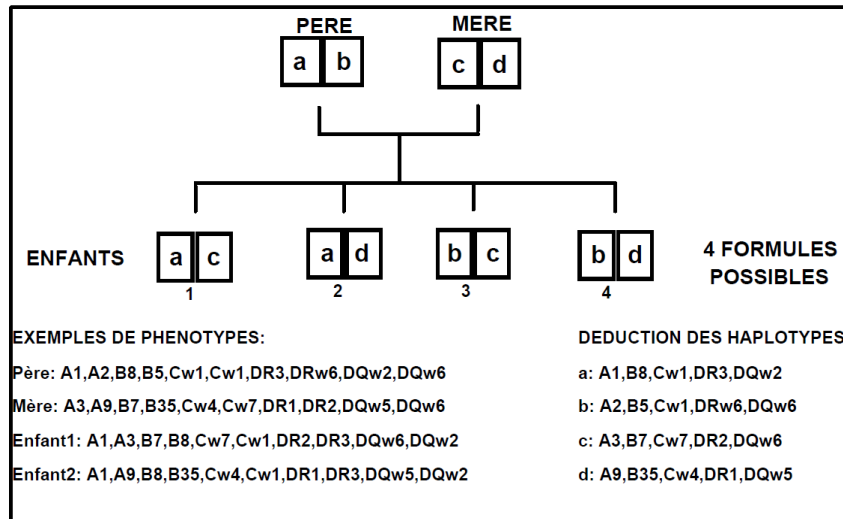 PERE MERE
a b c d
ENFANTS a c a d b c b d 4 FORMULES
POSSIBLES
1 2 3 4
EXEMPLES DE PHENOTYPES: DEDUCTION DES HAPLOTYPES
Père: A1,A2,B8,B5,Cw1,Cw1,DR3,DRw6,DQw2,DQw6 a: A1,B8,Cw1,DR3,DQw2
Mère: A3,A9,B7,B35,Cw4,Cw7,DR1,DR2,DQw5,DQw6 b: A2,B5,Cw1,DRw6,DQw6
Enfant1: A1,A3,B7,B8,Cw7,Cw1,DR2,DR3,DQw6,DQw2 c: A3,B7,Cw7,DR2,DQw6
Enfant2: A1,A9,B8,B35,Cw4,Cw1,DR1,DR3,DQw5,DQw2 d: A9,B35,Cw4,DR1,DQw5